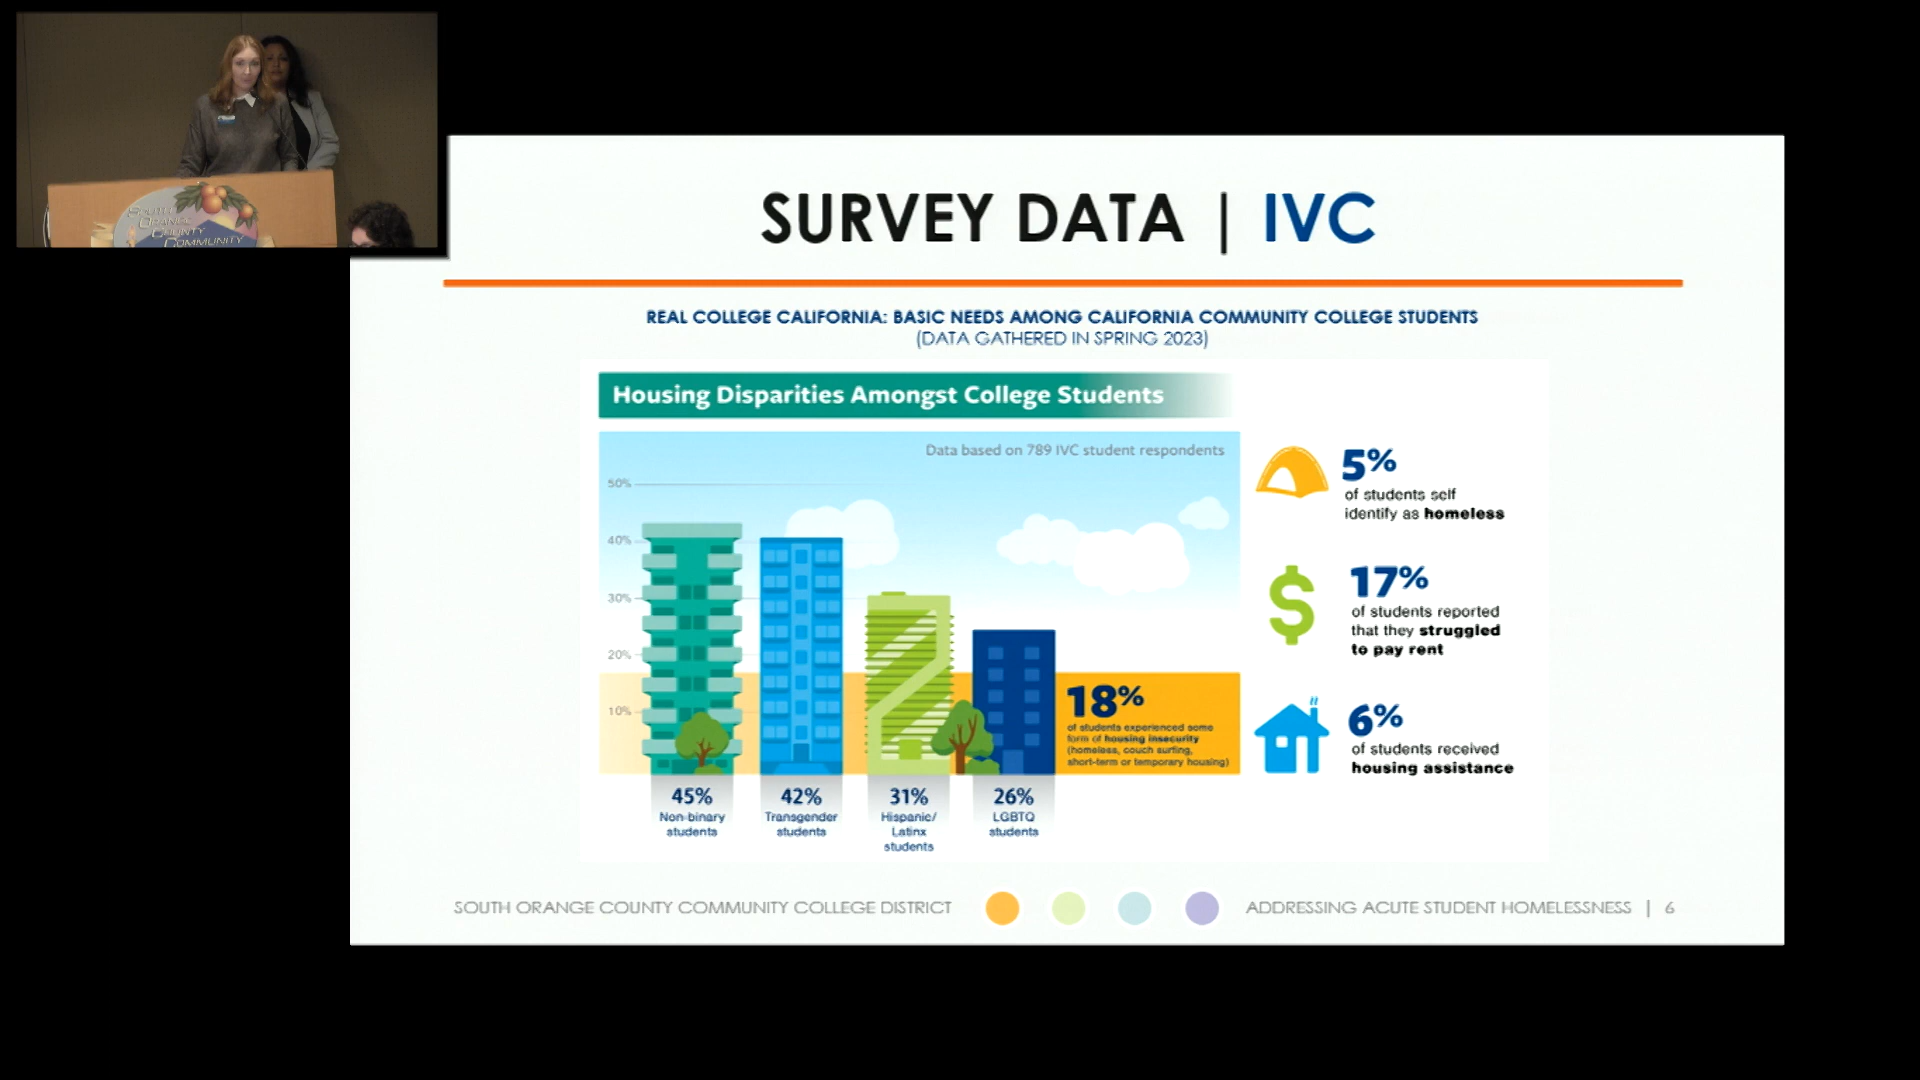 SOUTH
ORANGE
COUNTY
COMMUNITY
SURVEY DATA | IVC
REAL COLLEGE CALIFORNIA: BASIC NEEDS AMONG CALIFORNIA COMMUNITY COLLEGE STUDENTS
(DATA GATHERED IN SPRING 2023)
Housing Disparities Amongst College Students
Data based on 789 IVC student respondents
50%
40%
30%
20%
10%
18%
of students experienced some
form of housing insecurity
(homeless, couch surfing,
short-term or temporary housing)
45%
Non-binary
students
42%
Transgender
students
31%
Hispanic/
Latinx
students
26%
LGBTQ
students
5%
of students self
identify as homeless
$
17%
of students reported
that they struggled
to pay rent
6%
of students received
housing assistance
SOUTH ORANGE COUNTY COMMUNITY COLLEGE DISTRICT
ADDRESSING ACUTE STUDENT HOMELESSNESS | 6